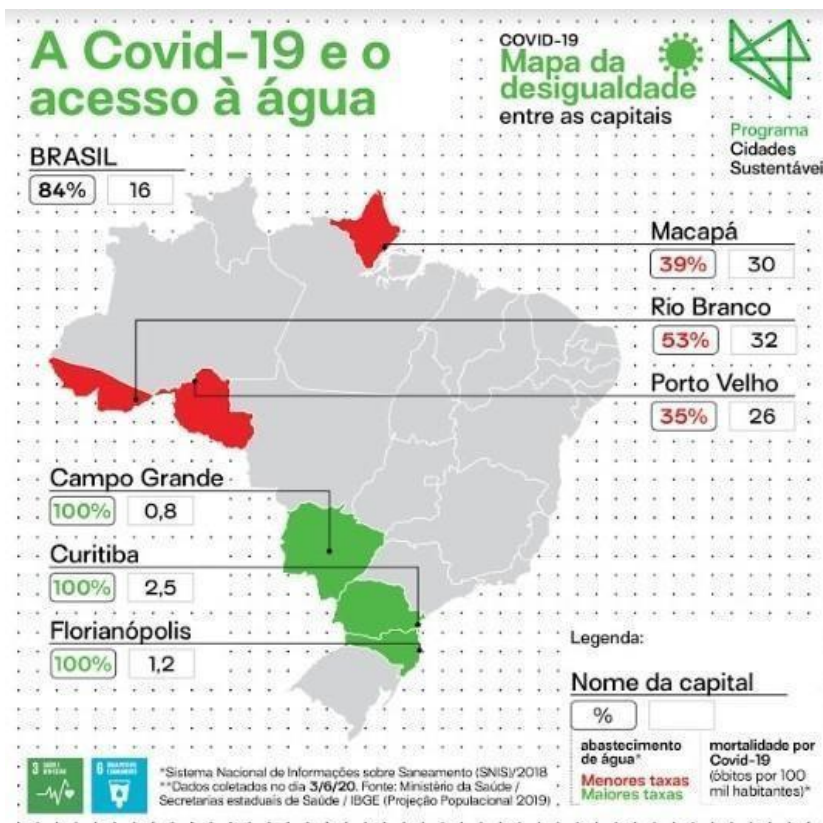 A Covid-19 e o
acesso à água
COVID-19
Mapa da
desigualdade
entre as capitais
Programa
Cidades
Sustentávei
BRASIL
84% 16
Macapá
39% 30
Rio Branco
53% 32
Porto Velho
35% 26
Campo Grande
100% 0,8
Curitiba
100% 2,5
Florianópolis
100% 1,2
Legenda:
Nome da capital
%
abastecimento
de água*
Menores taxas
Maiores taxas
mortalidade por
Covid-19
(óbitos por 100
mil habitantes)*
3
6
*Sistema Nacional de Informações sobre Saneamento (SNIS)/2018
**Dados coletados no dia 3/6/20. Fonte: Ministério da Saúde /
Secretarias estaduais de Saúde / IBGE (Projeção Populacional 2019)